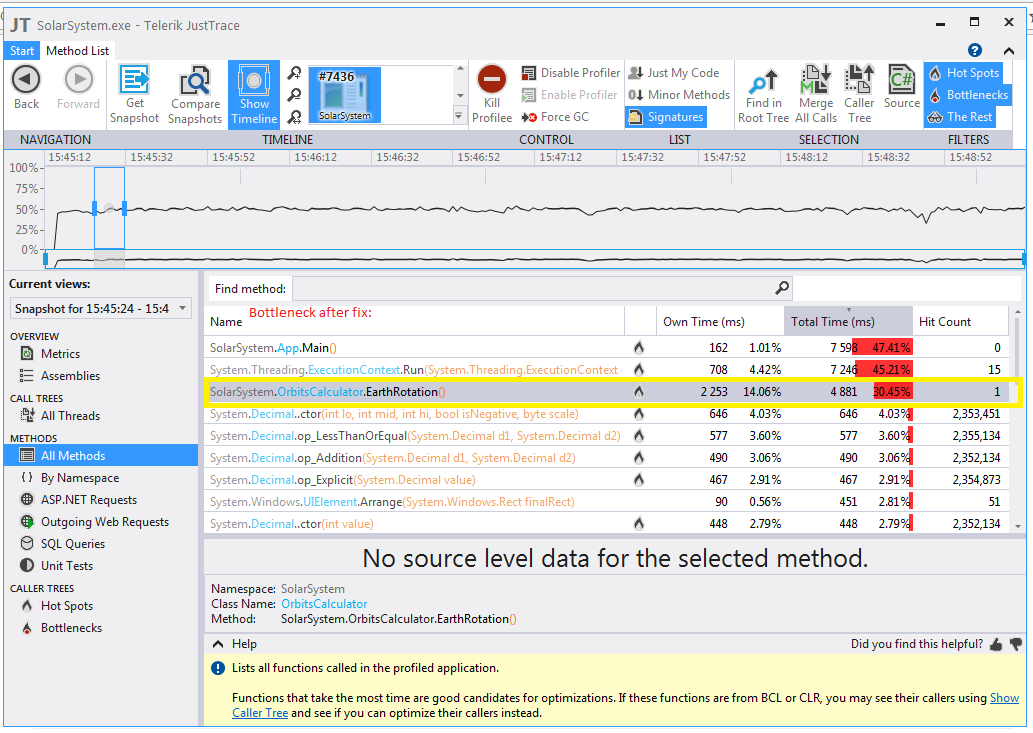 JT SolarSystem.exe - Telerik JustTrace
Start Method List
Back
Forward
Get Snapshot
Compare Snapshots
Show Timeline
#7436
SolarSystem
Kill Profiler
Disable Profiler
Enable Profiler
Force GC
Just My Code
Minor Methods
Signatures
Find in Root Tree
Merge All Calls
Caller Tree
C#
Source
Hot Spots
Bottlenecks
The Rest
NAVIGATION TIMELINE CONTROL LIST SELECTION FILTERS
15:45:12 15:45:32 15:45:52 15:46:12 15:46:32 15:46:52 15:47:12 15:47:32 15:47:52 15:48:12 15:48:32 15:48:52
100%
75%
50%
25%
0%
Current views:
Snapshot for 15:45:24 - 15:4
OVERVIEW
Metrics
Assemblies
CALL TREES
All Threads
METHODS
All Methods
By Namespace
ASP.NET Requests
Outgoing Web Requests
SQL Queries
Unit Tests
CALLER TREES
Hot Spots
Bottlenecks
Find method:
Name Bottleneck after fix: Own Time (ms) Total Time (ms) Hit Count
SolarSystem.App.Main() 162 1.01% 7 598 47.41% 0
System.Threading.ExecutionContext.Run(System.Threading.ExecutionContext 708 4.42% 7 246 45.21% 15
SolarSystem.OrbitsCalculator.EarthRotation() 2 253 14.06% 4 881 30.45% 1
System.Decimal..ctor(int lo, int mid, int hi, bool isNegative, byte scale) 646 4.03% 646 4.03% 2,353,451
System.Decimal.op_LessThanOrEqual(System.Decimal d1, System.Decimal d2) 577 3.60% 577 3.60% 2,355,134
System.Decimal.op_Addition(System.Decimal d1, System.Decimal d2) 490 3.06% 490 3.06% 2,352,134
System.Decimal.op_Explicit(System.Decimal value) 467 2.91% 467 2.91% 2,354,873
System.Windows.UIElement.Arrange(System.Windows.Rect finalRect) 90 0.56% 451 2.81% 51
System.Decimal..ctor(int value) 448 2.79% 448 2.79% 2,352,134
No source level data for the selected method.
Namespace: SolarSystem
Class Name: OrbitsCalculator
Method: SolarSystem.OrbitsCalculator.EarthRotation()
Help Did you find this helpful?
Lists all functions called in the profiled application.
Functions that take the most time are good candidates for optimizations. If these functions are from BCL or CLR, you may see their callers using Show
Caller Tree and see if you can optimize their callers instead.